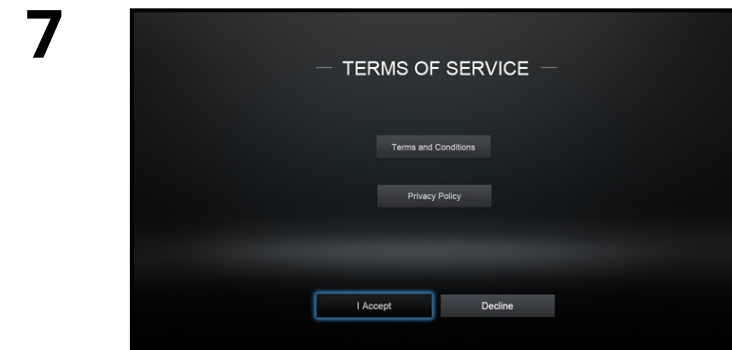 7
TERMS OF SERVICE
Terms and Conditions
Privacy Policy
I Accept
Decline